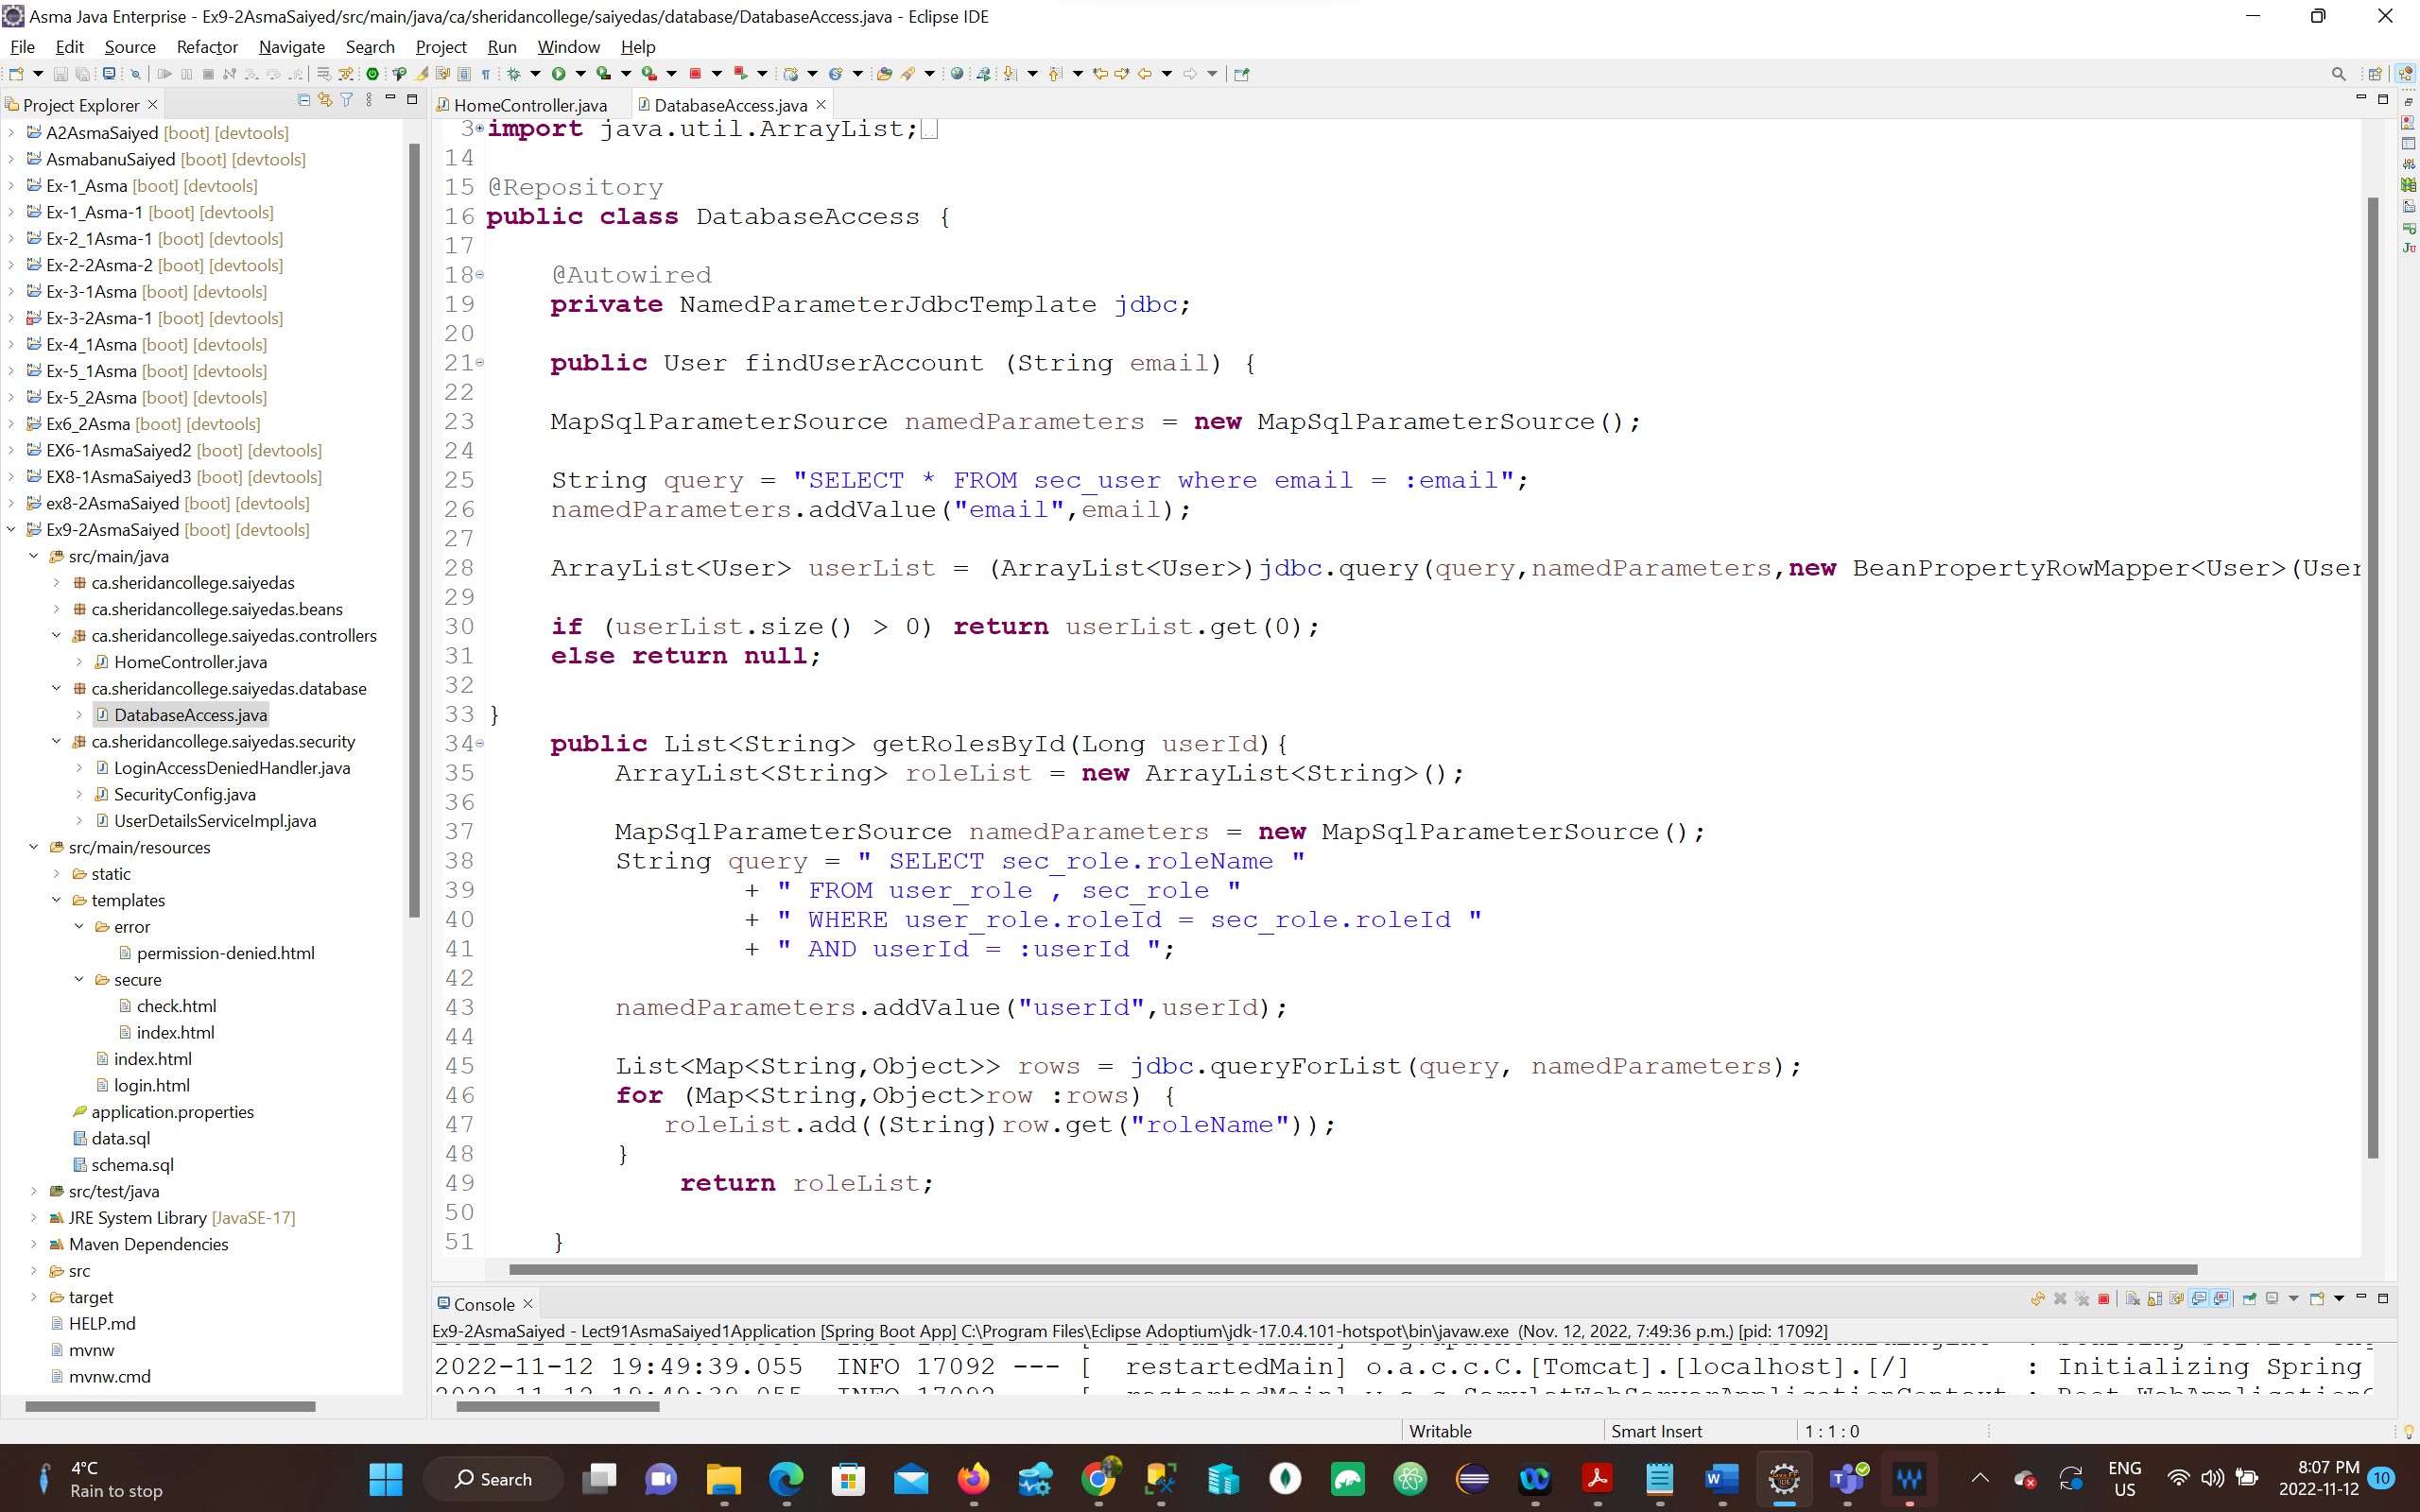 Asma Java Enterprise - Ex9-2AsmaSaiyed/src/main/java/ca/sheridancollege/saiyedas/database/DatabaseAccess.java - Eclipse IDE
File Edit Source Refactor Navigate Search Project Run Window Help
Project Explorer
A2AsmaSaiyed [boot] [devtools]
AsmabanuSaiyed [boot] [devtools]
Ex-1_Asma [boot] [devtools]
Ex-1_Asma-1 [boot] [devtools]
Ex-2_1Asma-1 [boot] [devtools]
Ex-2-2Asma-2 [boot] [devtools]
Ex-3-1Asma [boot] [devtools]
Ex-3-2Asma-1 [boot] [devtools]
Ex-4_1Asma [boot] [devtools]
Ex-5_1Asma [boot] [devtools]
Ex-5_2Asma [boot] [devtools]
Ex6_2Asma [boot] [devtools]
EX6-1AsmaSaiyed2 [boot] [devtools]
EX8-1AsmaSaiyed3 [boot] [devtools]
ex8-2AsmaSaiyed [boot] [devtools]
Ex9-2AsmaSaiyed [boot] [devtools]
src/main/java
ca.sheridancollege.saiyedas
ca.sheridancollege.saiyedas.beans
ca.sheridancollege.saiyedas.controllers
HomeController.java
ca.sheridancollege.saiyedas.database
DatabaseAccess.java
ca.sheridancollege.saiyedas.security
LoginAccessDeniedHandler.java
SecurityConfig.java
UserDetailsServiceImpl.java
src/main/resources
static
templates
error
permission-denied.html
secure
check.html
index.html
index.html
login.html
application.properties
data.sql
schema.sql
src/test/java
JRE System Library [JavaSE-17]
Maven Dependencies
src
target
HELP.md
mvnw
mvnw.cmd
HomeController.java DatabaseAccess.java
3 import java.util.ArrayList;
14
15 @Repository
16 public class DatabaseAccess {
17
18 @Autowired
19 private NamedParameterJdbcTemplate jdbc;
20
21 public User findUserAccount (String email) {
22
23 MapSqlParameterSource namedParameters = new MapSqlParameterSource();
24
25 String query = "SELECT * FROM sec_user where email = :email";
26 namedParameters.addValue("email",email);
27
28 ArrayList<User> userList = (ArrayList<User>)jdbc.query(query,namedParameters,new BeanPropertyRowMapper<User>(User
29
30 if (userList.size() > 0) return userList.get(0);
31 else return null;
32
33 }
34 public List<String> getRolesById(Long userId){
35 ArrayList<String> roleList = new ArrayList<String>();
36
37 MapSqlParameterSource namedParameters = new MapSqlParameterSource();
38 String query = " SELECT sec_role.roleName "
39 + " FROM user_role , sec_role "
40 + " WHERE user_role.roleId = sec_role.roleId "
41 + " AND userId = :userId ";
42
43 namedParameters.addValue("userId",userId);
44
45 List<Map<String,Object>> rows = jdbc.queryForList(query, namedParameters);
46 for (Map<String,Object>row :rows) {
47 roleList.add((String)row.get("roleName"));
48 }
49 return roleList;
50
51 }
Console
Ex9-2AsmaSaiyed - Lect91AsmaSaiyed1Application [Spring Boot App] C:\Program Files\Eclipse Adoptium\jdk-17.0.4.101-hotspot\bin\javaw.exe (Nov. 12, 2022, 7:49:36 p.m.) [pid: 17092]
2022-11-12 19:49:39.055 INFO 17092 --- [ restartedMain] o.a.c.c.C.[Tomcat].[localhost].[/] : Initializing Spring
Writable Smart Insert 1 : 1 : 0
4°C
Rain to stop
Search
ENG
US
8:07 PM
2022-11-12
10